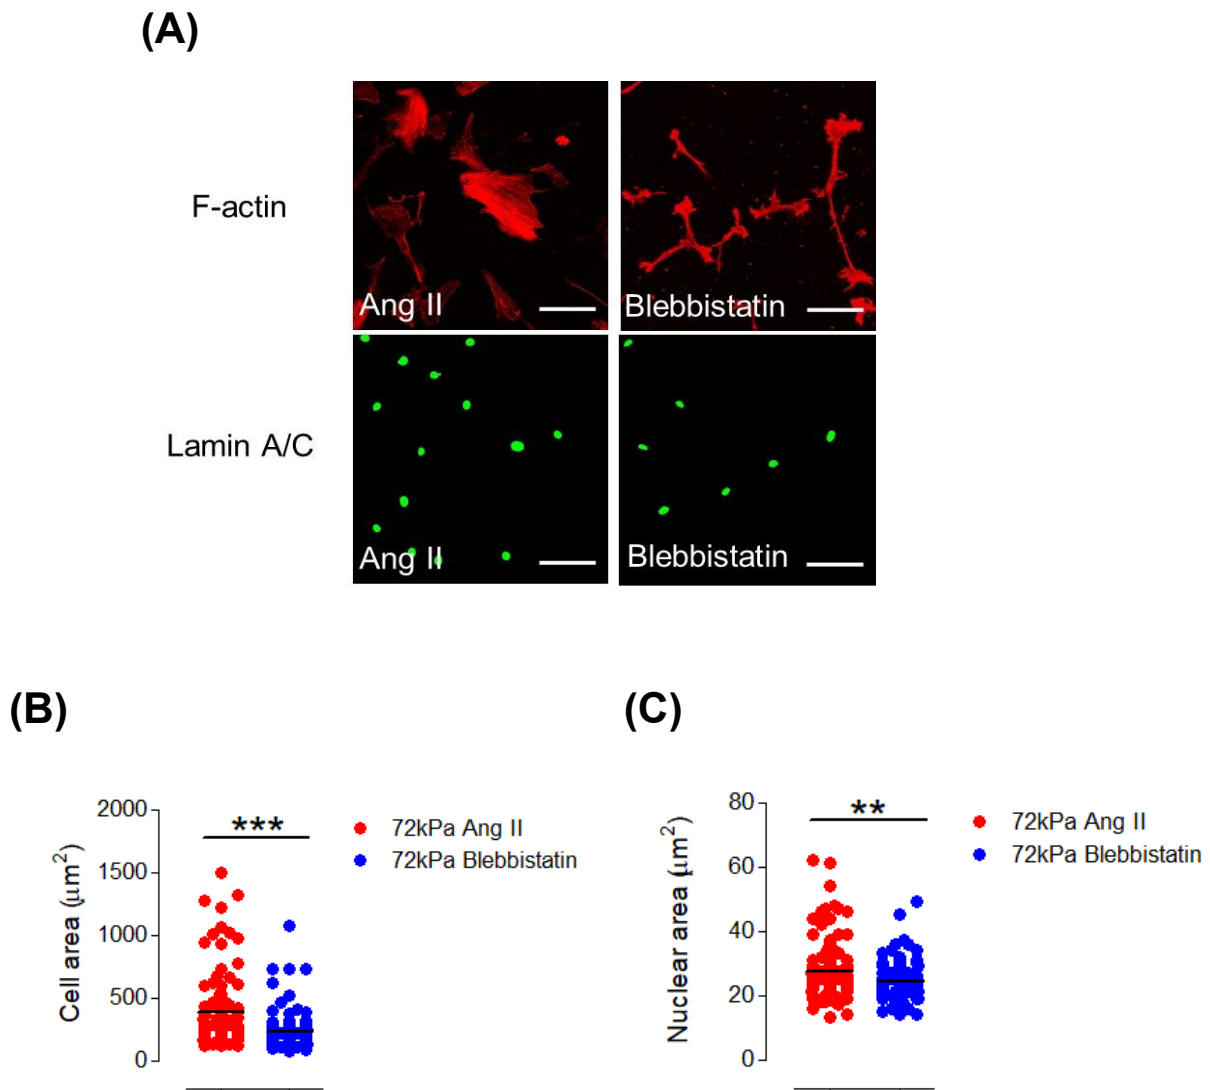 (A)
F-actin
Ang II
Blebbistatin
Lamin A/C
Ang II
Blebbistatin
(B)
(C)
2000
1500
1000
500
0
Cell area (μm²)
***
72kPa Ang II
72kPa Blebbistatin
80
60
40
20
0
Nuclear area (μm²)
**
72kPa Ang II
72kPa Blebbistatin